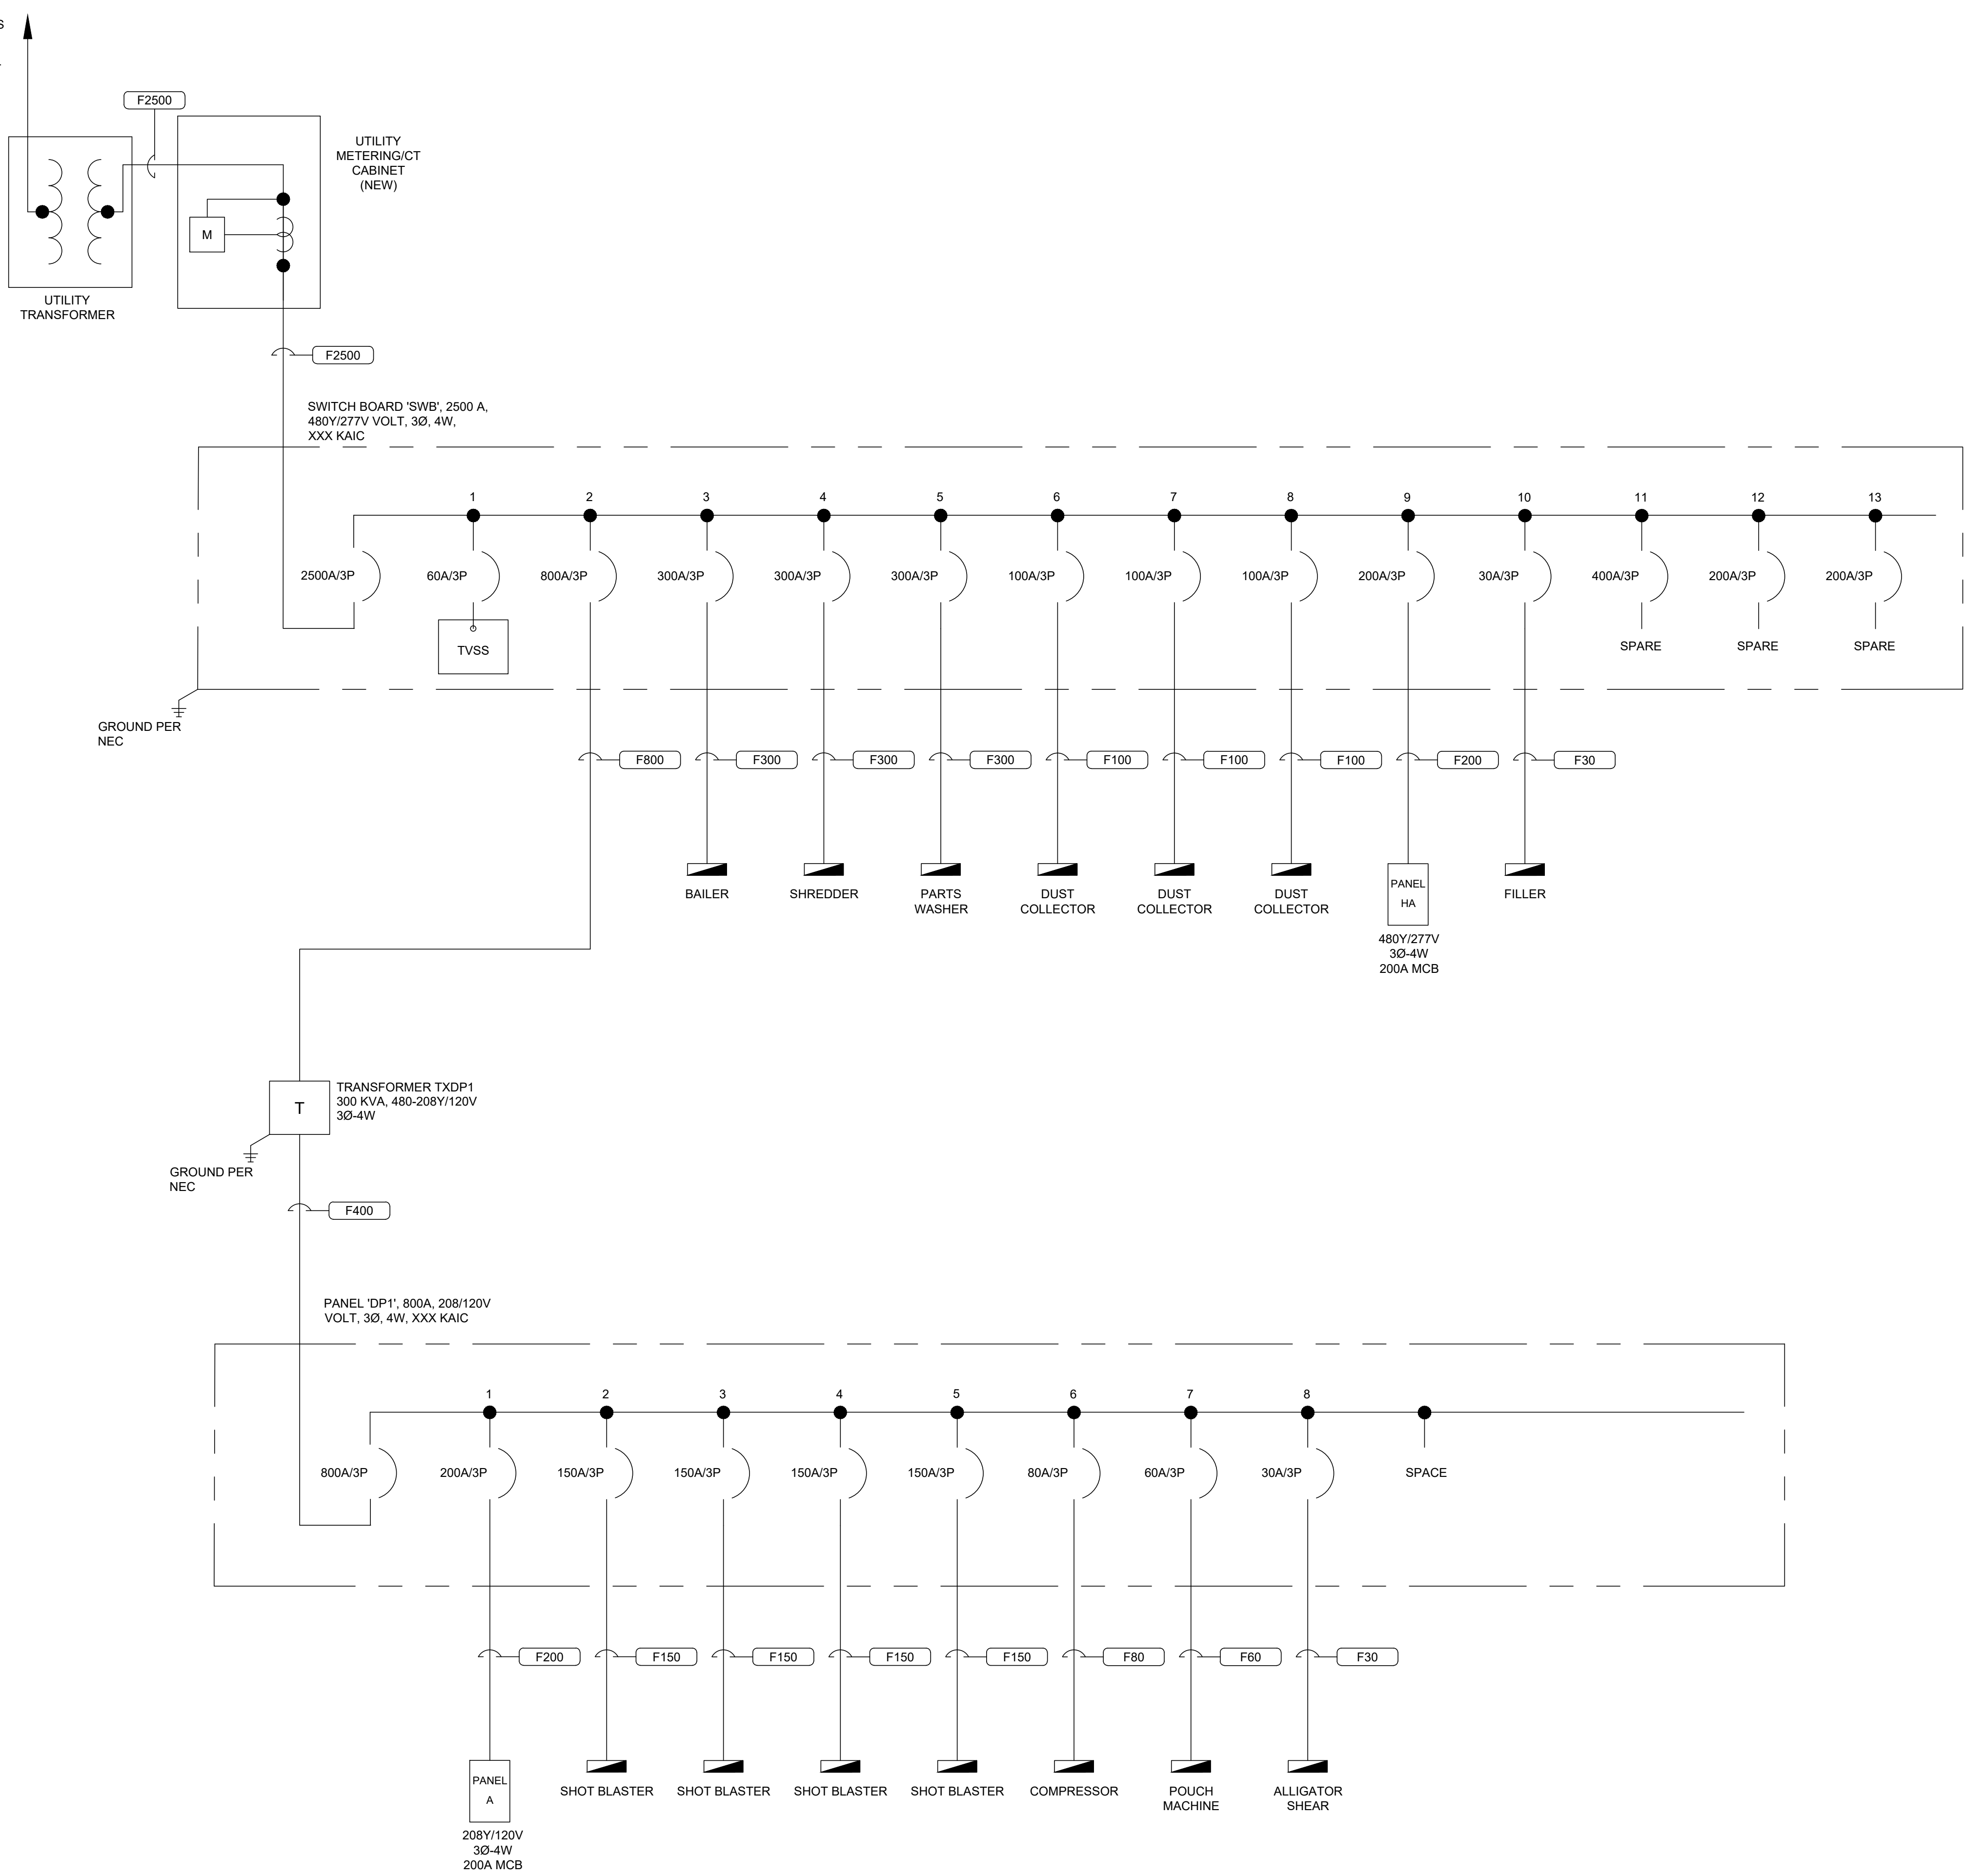 S
F2500
UTILITY
METERING/CT
CABINET
(NEW)
M
UTILITY
TRANSFORMER
F2500
SWITCH BOARD 'SWB', 2500 A,
480Y/277V VOLT, 3Ø, 4W,
XXX KAIC
1 2 3 4 5 6 7 8 9 10 11 12 13
2500A/3P 60A/3P 800A/3P 300A/3P 300A/3P 300A/3P 100A/3P 100A/3P 100A/3P 200A/3P 30A/3P 400A/3P 200A/3P 200A/3P
TVSS
SPARE SPARE SPARE
GROUND PER
NEC
F800 F300 F300 F300 F100 F100 F100 F200 F30
BAILER
SHREDDER
PARTS
WASHER
DUST
COLLECTOR
DUST
COLLECTOR
DUST
COLLECTOR
PANEL
HA
480Y/277V
3Ø-4W
200A MCB
FILLER
T
TRANSFORMER TXDP1
300 KVA, 480-208Y/120V
3Ø-4W
GROUND PER
NEC
F400
PANEL 'DP1', 800A, 208/120V
VOLT, 3Ø, 4W, XXX KAIC
1 2 3 4 5 6 7 8
800A/3P 200A/3P 150A/3P 150A/3P 150A/3P 150A/3P 80A/3P 60A/3P 30A/3P SPACE
F200 F150 F150 F150 F150 F80 F60 F30
PANEL
A
208Y/120V
3Ø-4W
200A MCB
SHOT BLASTER
SHOT BLASTER
SHOT BLASTER
SHOT BLASTER
COMPRESSOR
POUCH
MACHINE
ALLIGATOR
SHEAR